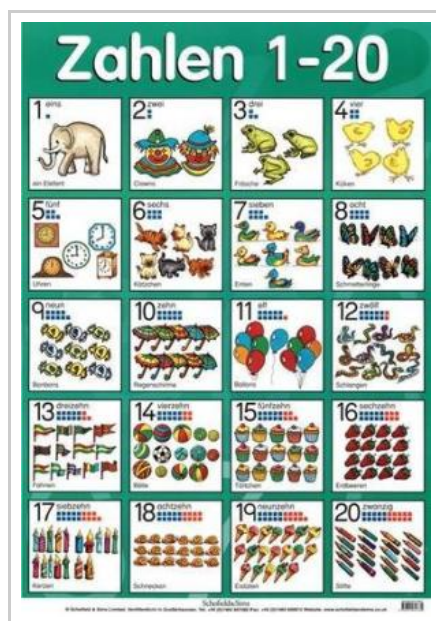 Zahlen 1-20
1 eins
ein Elefant
2 zwei
Clowns
3 drei
Frösche
4 vier
Küken
5 fünf
Uhren
6 sechs
Kätzchen
7 sieben
Enten
8 acht
Schmetterlinge
9 neun
Bonbons
10 zehn
Regenschirme
11 elf
Ballons
12 zwölf
Schlangen
13 dreizehn
Fahnen
14 vierzehn
Bälle
15 fünfzehn
Törtchen
16 sechzehn
Erdbeeren
17 siebzehn
Kerzen
18 achtzehn
Schnecken
19 neunzehn
Eistüten
20 zwanzig
Stifte
Schofield&Sims